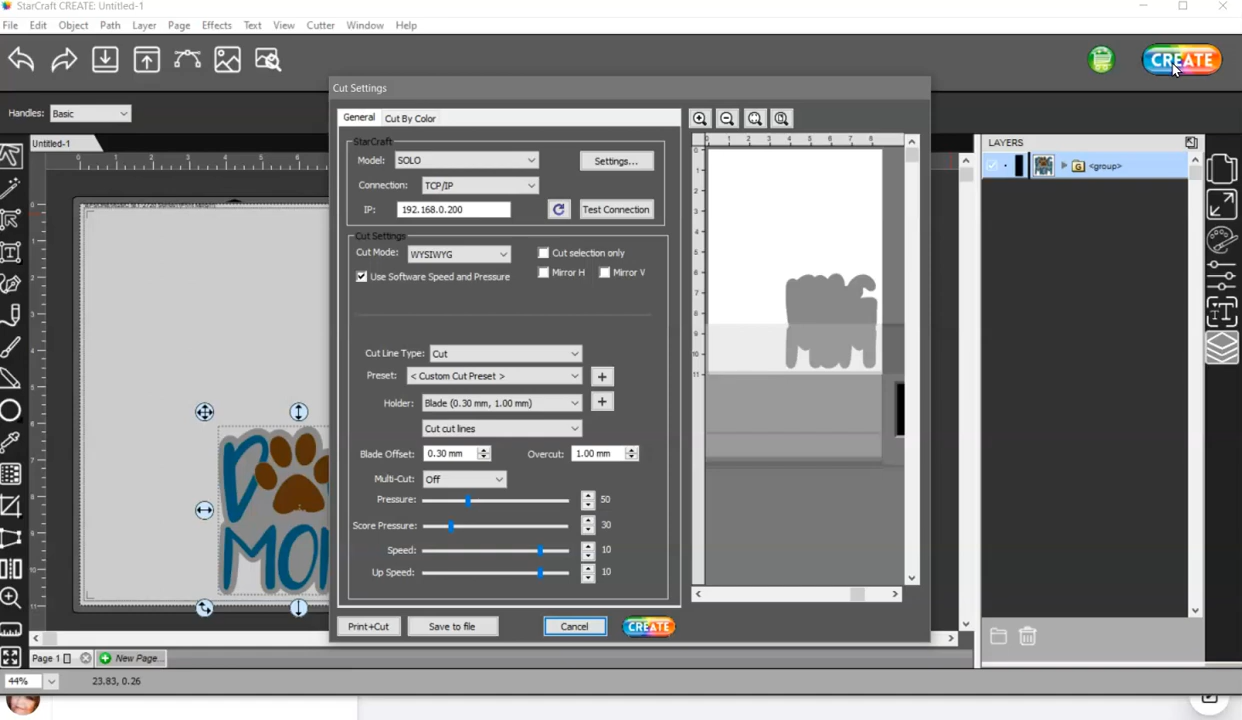 StarCraft CREATE: Untitled-1
File Edit Object Path Layer Page Effects Text View Cutter Window Help
CREATE
Handles: Basic
Untitled-1
Cut Settings
General Cut By Color
StarCraft
Model: SOLO Settings...
Connection: TCP/IP
IP: 192.168.0.200 Test Connection
Cut Settings
Cut Mode: WYSIWYG Cut selection only
Use Software Speed and Pressure Mirror H Mirror V
Cut Line Type: Cut
Preset: < Custom Cut Preset > +
Holder: Blade (0.30 mm, 1.00 mm) +
Cut cut lines
Blade Offset: 0.30 mm Overcut: 1.00 mm
Multi-Cut: Off
Pressure: 50
Score Pressure: 30
Speed: 10
Up Speed: 10
Print+Cut Save to file Cancel CREATE
LAYERS
G <group>
Page 1 New Page...
44% 23.83, 0.26